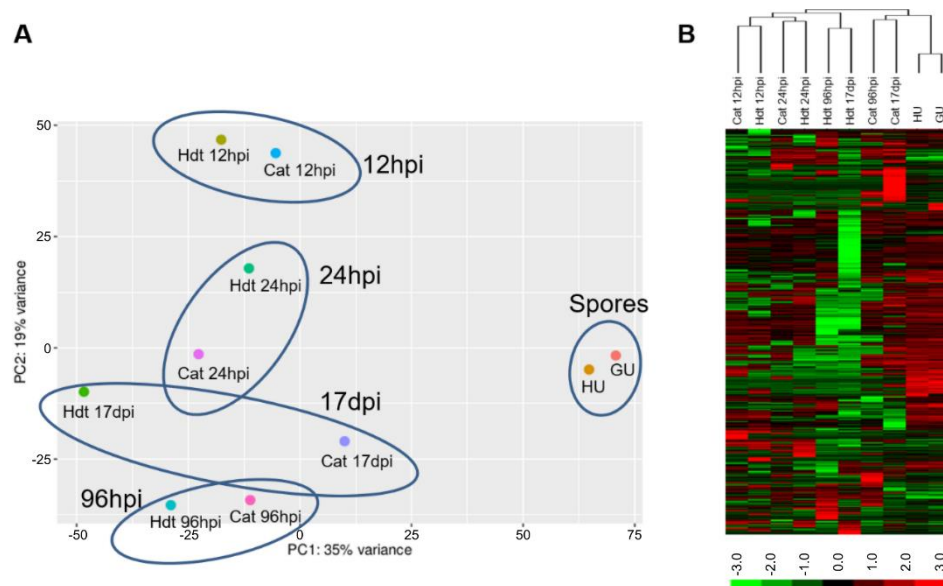 A
B
Cat 12hpi
Hdt 12hpi
Cat 24hpi
Hdt 24hpi
Hdt 96hpi
Hdt 17dpi
Cat 96hpi
Cat 17dpi
HU
GU
50
25
0
-25
-50
-25
0
25
50
75
PC2: 19% variance
PC1: 35% variance
Hdt 12hpi
Cat 12hpi
12hpi
24hpi
Hdt 24hpi
Cat 24hpi
Spores
GU
HU
17dpi
Hdt 17dpi
Cat 17dpi
96hpi
Hdt 96hpi
Cat 96hpi
-3.0
-2.0
-1.0
0.0
1.0
2.0
3.0